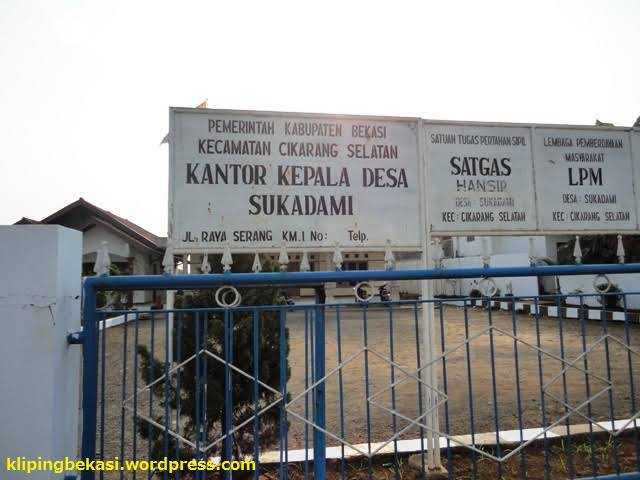 PEMERINTAH KABUPATEN BEKASI
KECAMATAN CIKARANG SELATAN
KANTOR KEPALA DESA
SUKADAMI
JL. RAYA SERANG KM.1 No: Telp.
SATUAN TUGAS PERTAHAN SIPIL
SATGAS
HANSIP
DESA SUKADAMI
KEC: CIKARANG SELATAN
LEMBAGA PEMBERDAYAAN
MASYARAKAT
LPM
DESA: SUKADAMI
KEC: CIKARANG SELATAN
klipingbekasi.wordpress.com